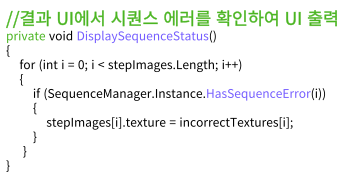 //결과 UI에서 시퀀스 에러를 확인하여 UI 출력
private void DisplaySequenceStatus()
{
    for (int i = 0; i < stepImages.Length; i++)
    {
        if (SequenceManager.Instance.HasSequenceError(i))
        {
            stepImages[i].texture = incorrectTextures[i];
        }
    }
}